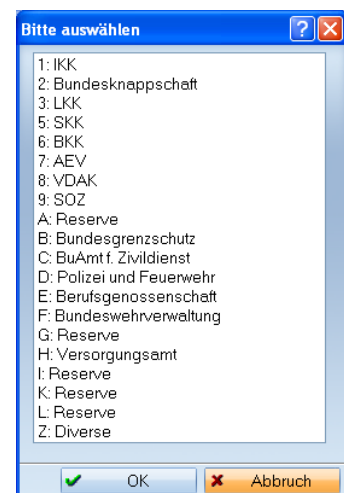 Bitte auswählen
1: IKK
2: Bundesknappschaft
3: LKK
5: SKK
6: BKK
7: AEV
8: VDAK
9: SOZ
A: Reserve
B: Bundesgrenzschutz
C: BuAmt f. Zivildienst
D: Polizei und Feuerwehr
E: Berufsgenossenschaft
F: Bundeswehrverwaltung
G: Reserve
H: Versorgungsamt
I: Reserve
K: Reserve
L: Reserve
Z: Diverse
OK Abbruch